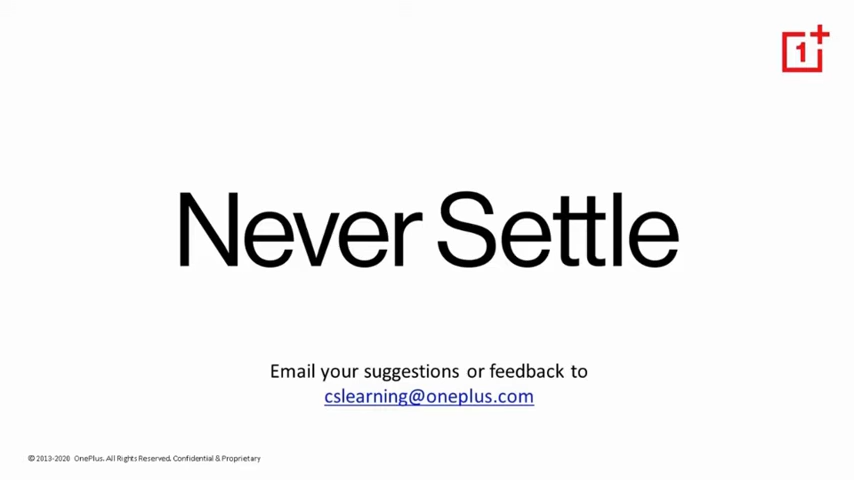 1+
Never Settle
Email your suggestions or feedback to
cslearning@oneplus.com
© 2013-2020 OnePlus. All Rights Reserved. Confidential & Proprietary